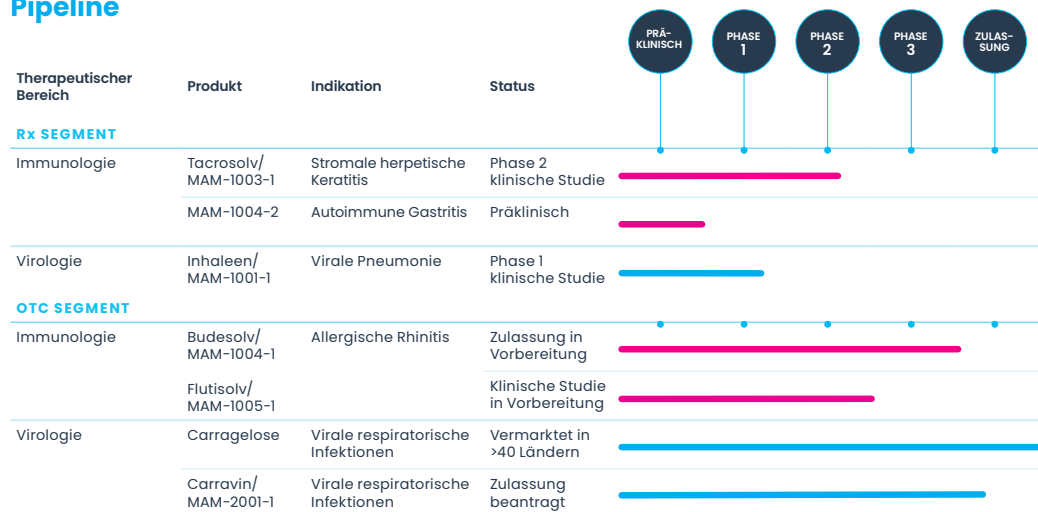 Pipeline
PRÄ-
KLINISCH
PHASE
1
PHASE
2
PHASE
3
ZULAS-
SUNG
Therapeutischer
Bereich
Produkt
Indikation
Status
Rx SEGMENT
Immunologie
Tacrosolv/
MAM-1003-1
Stromale herpetische
Keratitis
Phase 2
klinische Studie
MAM-1004-2
Autoimmune Gastritis
Präklinisch
Virologie
Inhaleen/
MAM-1001-1
Virale Pneumonie
Phase 1
klinische Studie
OTC SEGMENT
Immunologie
Budesolv/
MAM-1004-1
Allergische Rhinitis
Zulassung in
Vorbereitung
Flutisolv/
MAM-1005-1
Klinische Studie
in Vorbereitung
Virologie
Carragelose
Virale respiratorische
Infektionen
Vermarktet in
>40 Ländern
Carravin/
MAM-2001-1
Virale respiratorische
Infektionen
Zulassung
beantragt